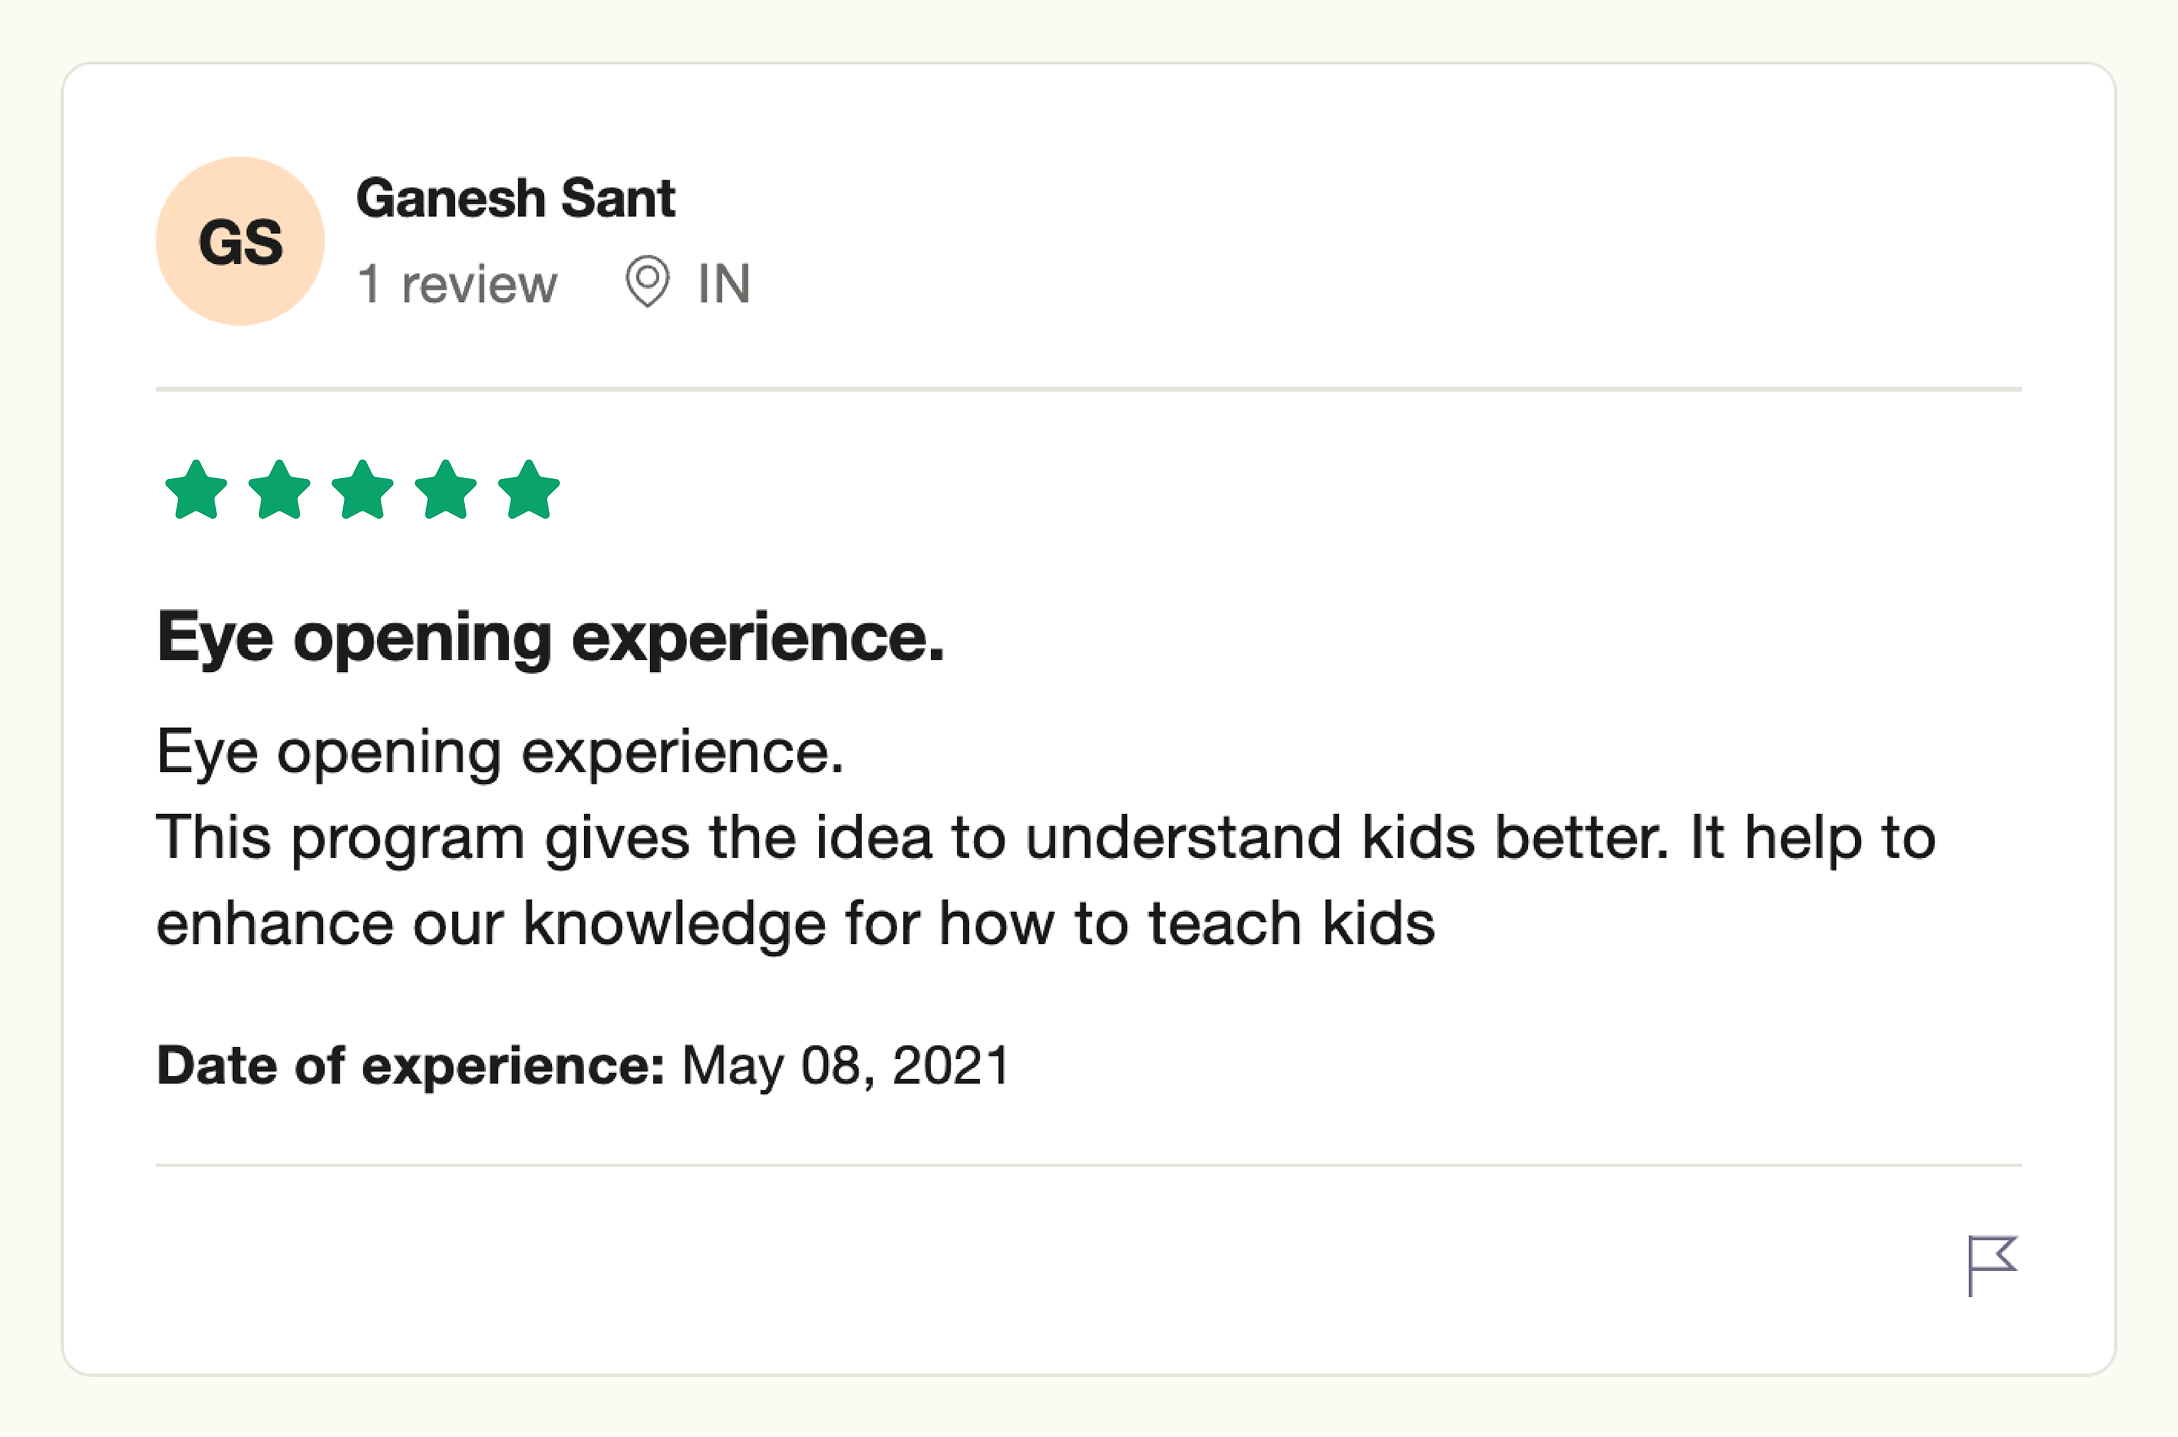 GS
Ganesh Sant
1 review IN
Eye opening experience.
Eye opening experience.
This program gives the idea to understand kids better. It help to
enhance our knowledge for how to teach kids
Date of experience: May 08, 2021